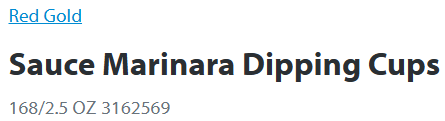 Red Gold
Sauce Marinara Dipping Cups
168/2.5 OZ 3162569